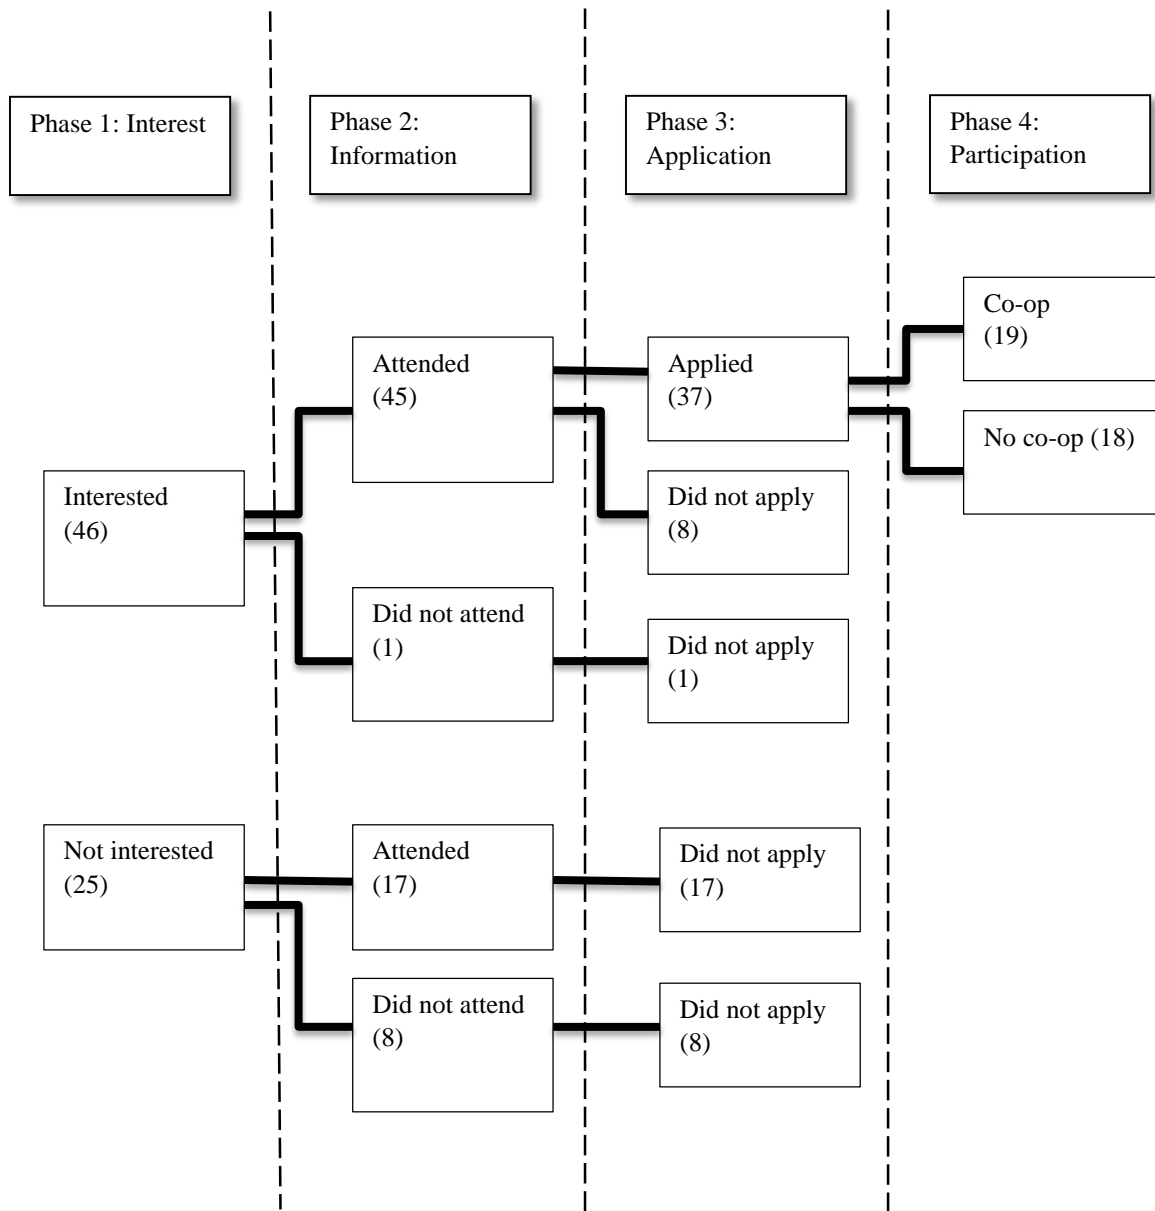 Phase 1: Interest
Phase 2:
Information
Phase 3:
Application
Phase 4:
Participation
Co-op
(19)
Attended
(45)
Applied
(37)
No co-op (18)
Interested
(46)
Did not apply
(8)
Did not attend
(1)
Did not apply
(1)
Not interested
(25)
Attended
(17)
Did not apply
(17)
Did not attend
(8)
Did not apply
(8)